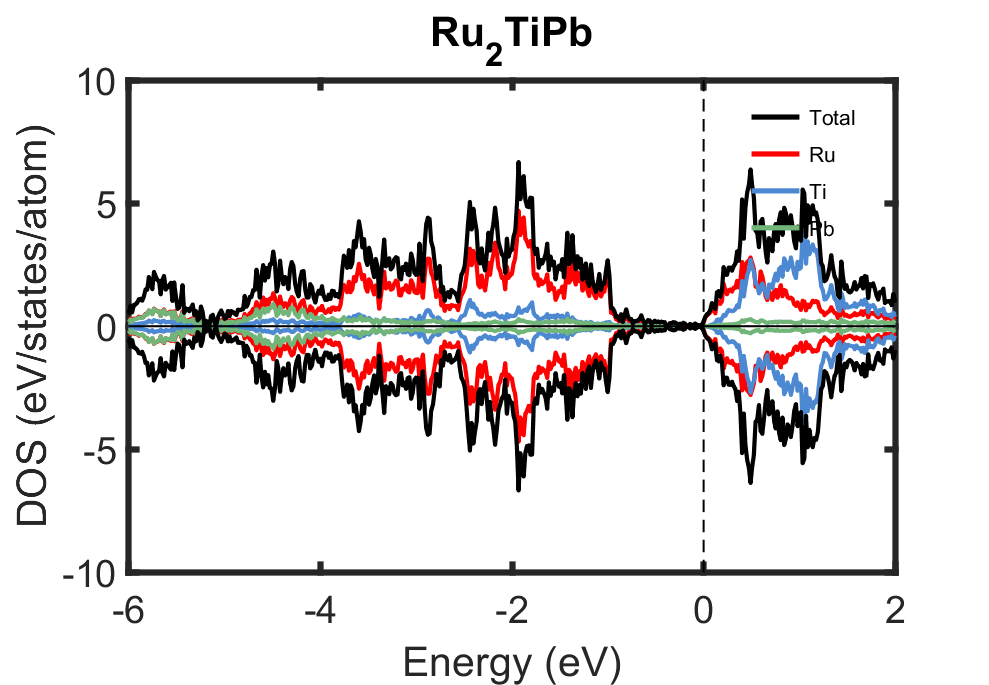 Ru₂TiPb
10
5
0
-5
-10
DOS (eV/states/atom)
Total
Ru
Ti
Pb
-6 -4 -2 0 2
Energy (eV)